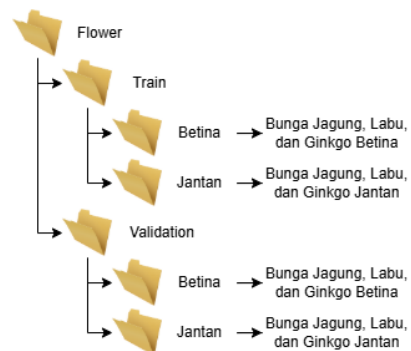 Flower
Train
Betina
Bunga Jagung, Labu,
dan Ginkgo Betina
Jantan
Bunga Jagung, Labu,
dan Ginkgo Jantan
Validation
Betina
Bunga Jagung, Labu,
dan Ginkgo Betina
Jantan
Bunga Jagung, Labu,
dan Ginkgo Jantan